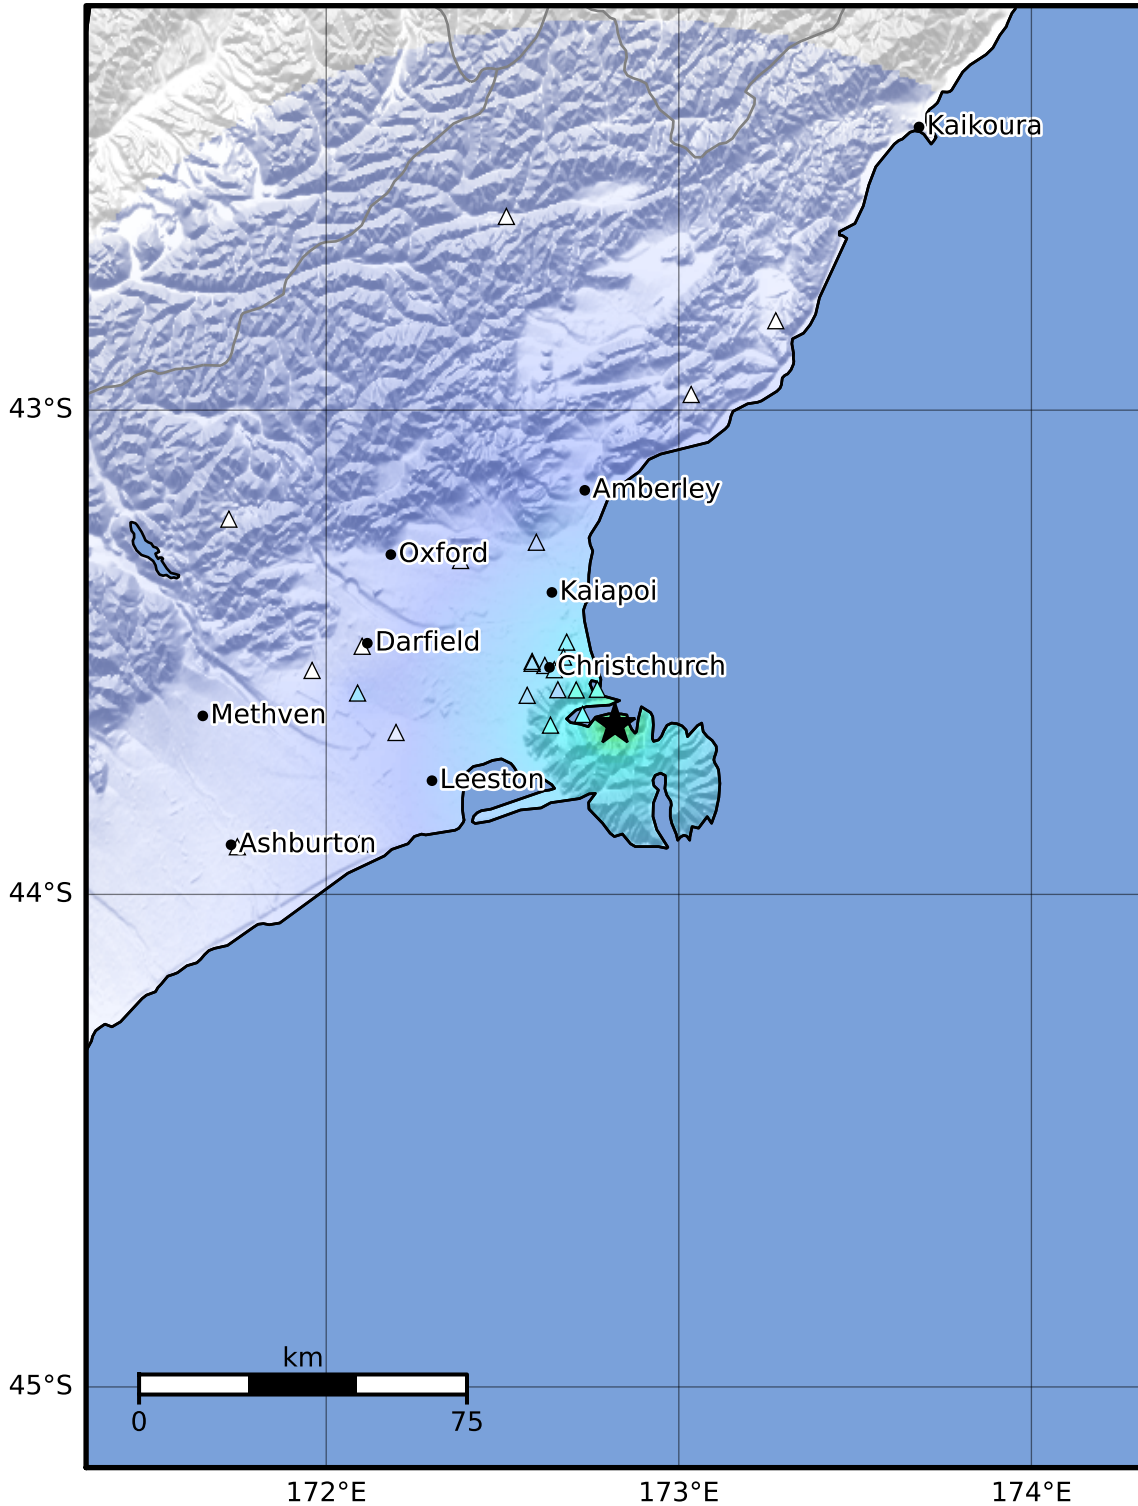 Kaikoura
43°S
Amberley
Oxford
Kaiapoi
Darfield
Christchurch
Methven
Leeston
Ashburton
44°S
km
45°S
0
75
172°E
173°E
174°E